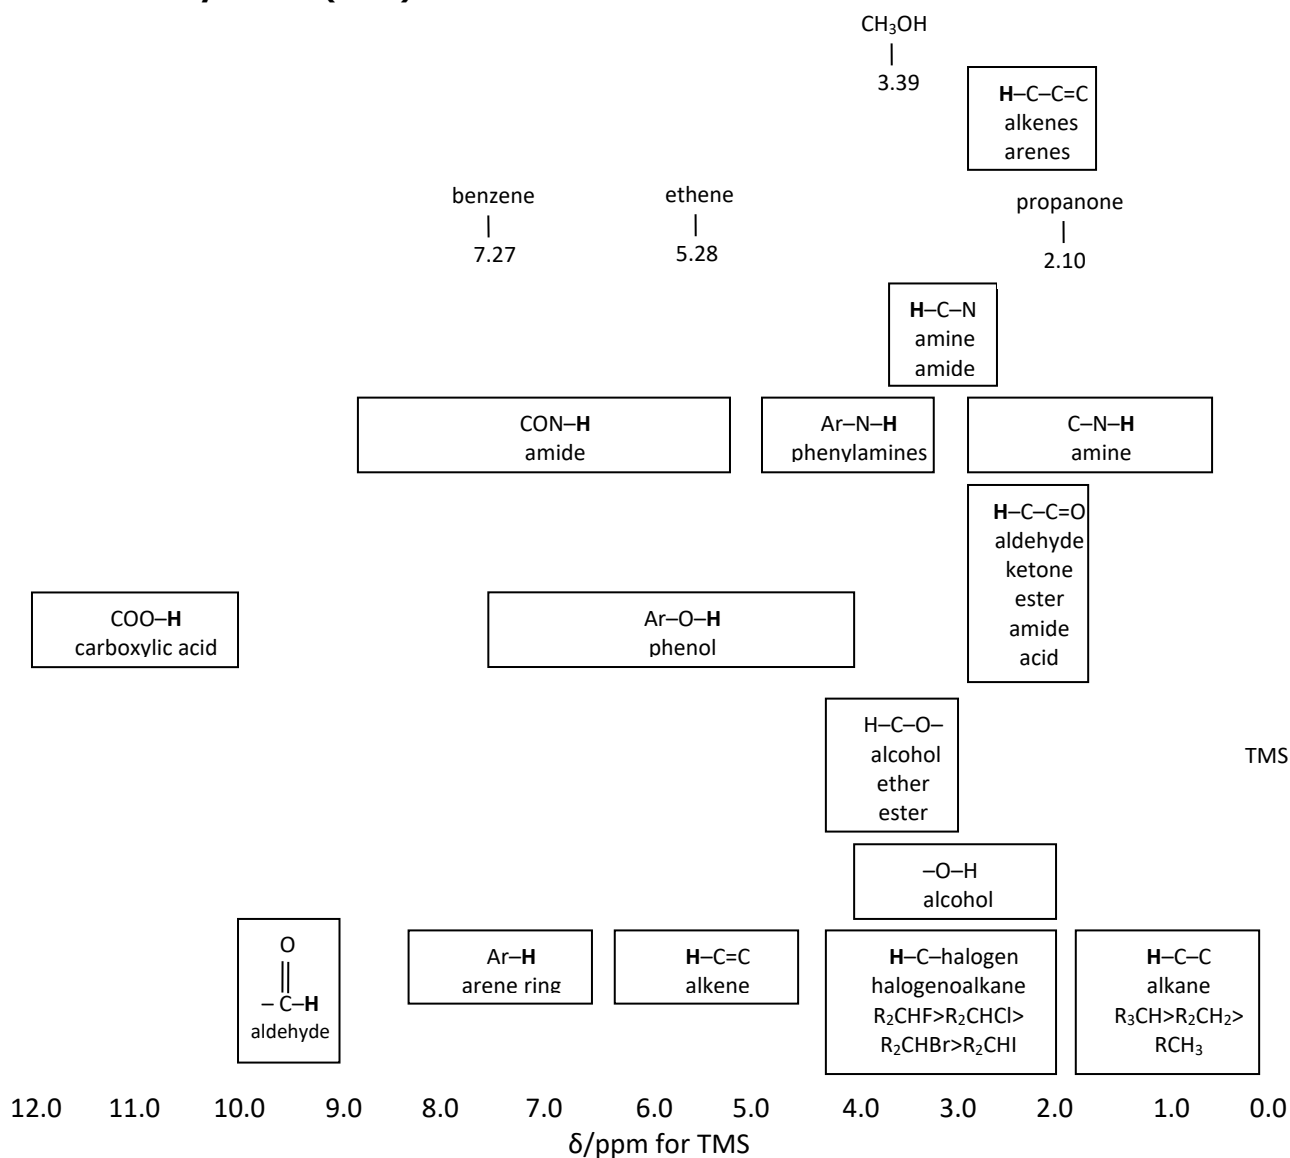 CH₃OH
|
3.39
H–C–C=C
alkenes
arenes
benzene
|
7.27
ethene
|
5.28
propanone
|
2.10
H–C–N
amine
amide
CON–H
amide
Ar–N–H
phenylamines
C–N–H
amine
H–C–C=O
aldehyde
ketone
ester
amide
acid
COO–H
carboxylic acid
Ar–O–H
phenol
H–C–O–
alcohol
ether
ester
TMS
–O–H
alcohol
O
||
– C–H
aldehyde
Ar–H
arene ring
H–C=C
alkene
H–C–halogen
halogenoalkane
R₂CHF>R₂CHCl>
R₂CHBr>R₂CHI
H–C–C
alkane
R₃CH>R₂CH₂>
RCH₃
12.0 11.0 10.0 9.0 8.0 7.0 6.0 5.0 4.0 3.0 2.0 1.0 0.0
δ/ppm for TMS